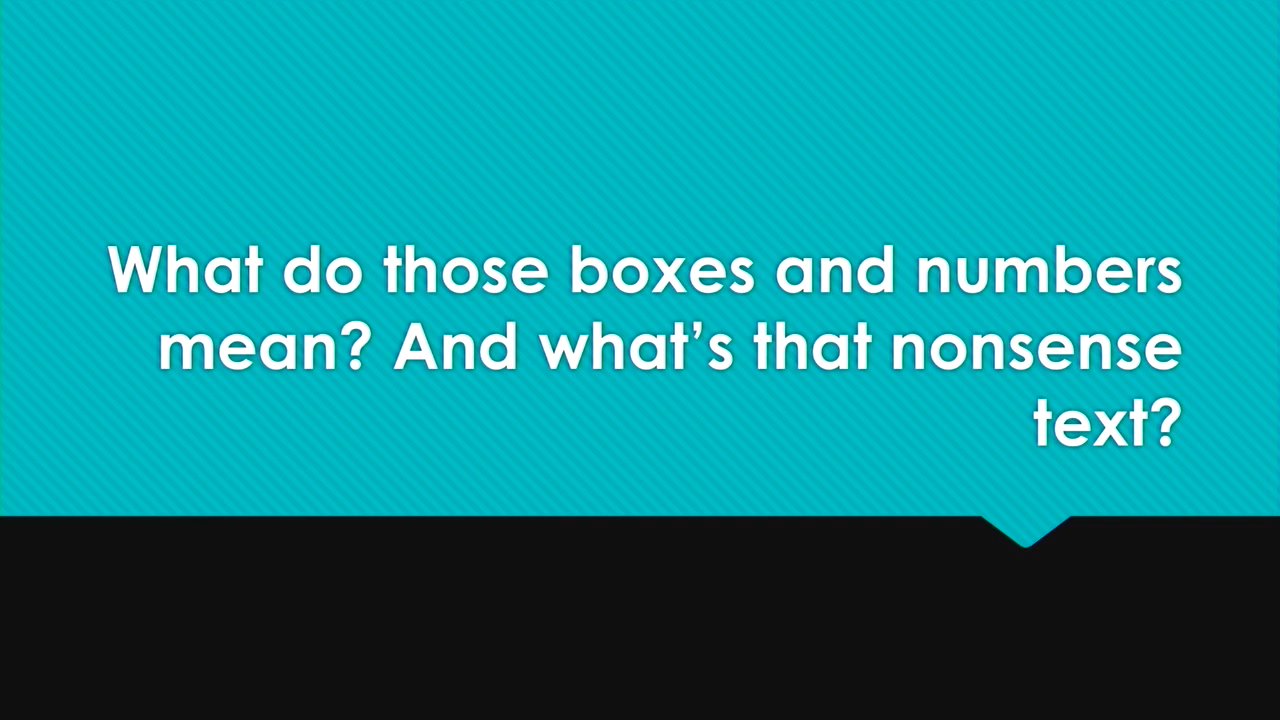 What do those boxes and numbers
mean? And what’s that nonsense
text?